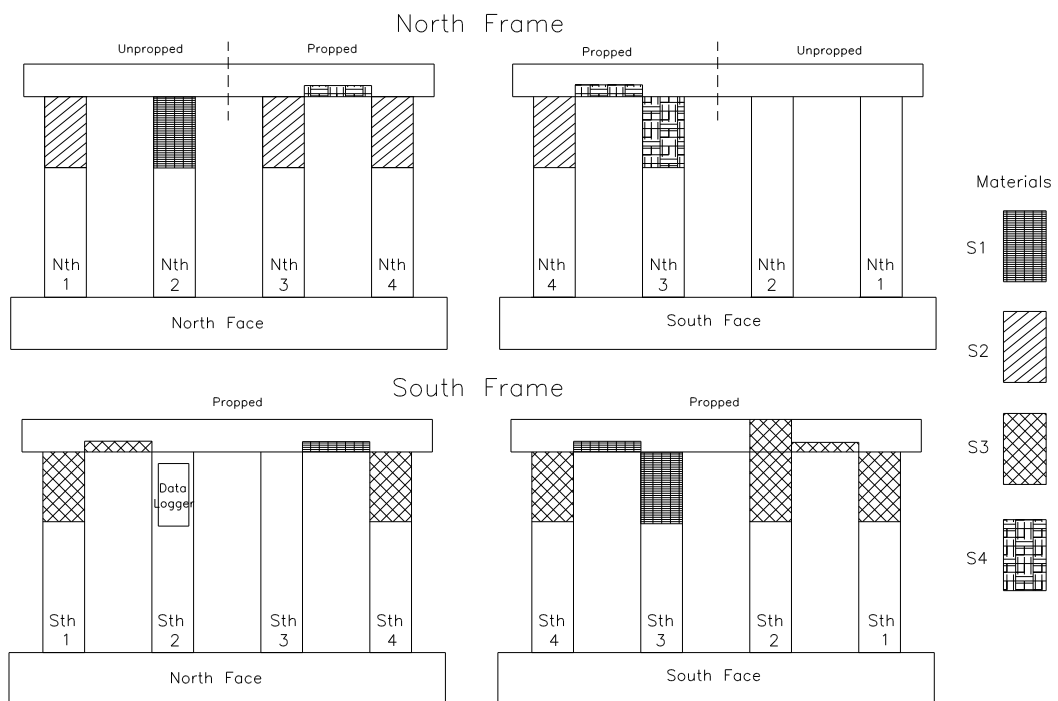 North Frame
Unpropped
Propped
Propped
Unpropped
Nth
1
Nth
2
Nth
3
Nth
4
Nth
4
Nth
3
Nth
2
Nth
1
North Face
South Face
Materials
S1
S2
S3
S4
South Frame
Propped
Propped
Data
Logger
Sth
1
Sth
2
Sth
3
Sth
4
Sth
4
Sth
3
Sth
2
Sth
1
North Face
South Face